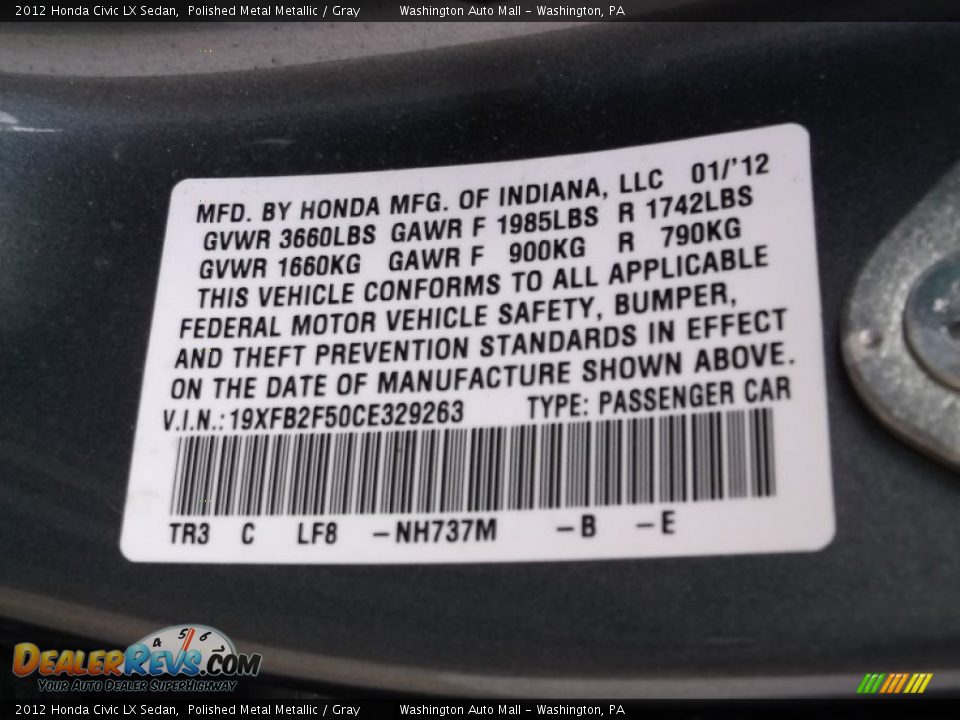 2012 Honda Civic LX Sedan, Polished Metal Metallic / Gray Washington Auto Mall - Washington, PA
MFD. BY HONDA MFG. OF INDIANA, LLC 01/'12
GVWR 3660LBS GAWR F 1985LBS R 1742LBS
GVWR 1660KG GAWR F 900KG R 790KG
THIS VEHICLE CONFORMS TO ALL APPLICABLE
FEDERAL MOTOR VEHICLE SAFETY, BUMPER,
AND THEFT PREVENTION STANDARDS IN EFFECT
ON THE DATE OF MANUFACTURE SHOWN ABOVE.
V.I.N.:19XFB2F50CE329263 TYPE: PASSENGER CAR
TR3 C LF8 -NH737M -B -E
4 5 6 7
DEALERREVS.COM
YOUR AUTO DEALER SUPERHIGHWAY
2012 Honda Civic LX Sedan, Polished Metal Metallic / Gray Washington Auto Mall - Washington, PA